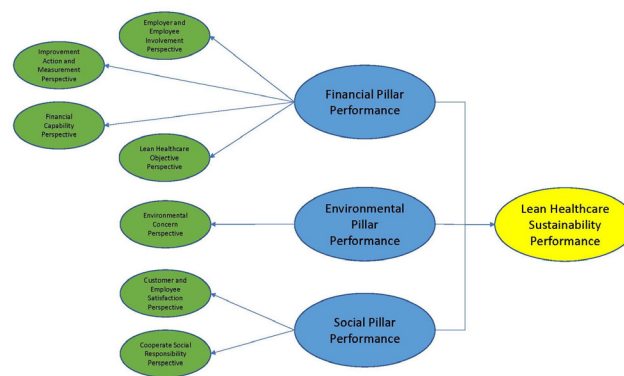 Employer and
Employee
Involvement
Perspective
Improvement
Action and
Measurement
Perspective
Financial
Capability
Perspective
Lean Healthcare
Objective
Perspective
Financial Pillar
Performance
Environmental
Concern
Perspective
Environmental
Pillar
Performance
Lean Healthcare
Sustainability
Performance
Customer and
Employee
Satisfaction
Perspective
Cooperate Social
Responsibility
Perspective
Social Pillar
Performance